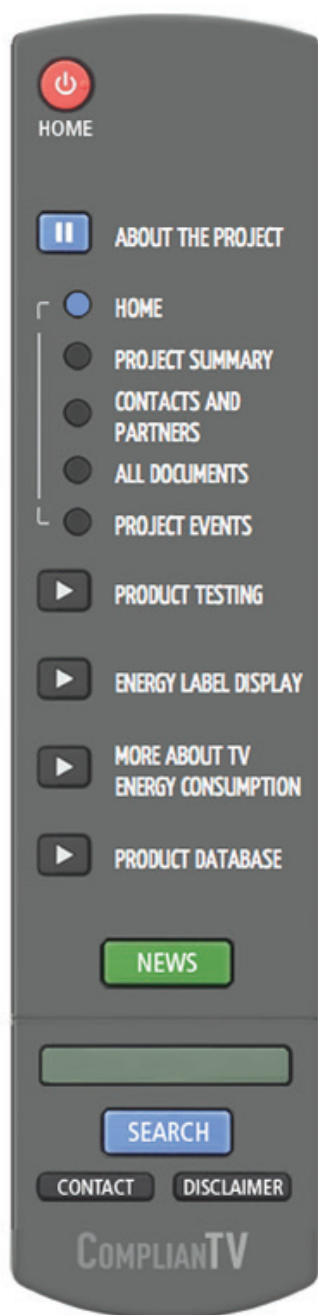 HOME
ABOUT THE PROJECT
HOME
PROJECT SUMMARY
CONTACTS AND
PARTNERS
ALL DOCUMENTS
PROJECT EVENTS
PRODUCT TESTING
ENERGY LABEL DISPLAY
MORE ABOUT TV
ENERGY CONSUMPTION
PRODUCT DATABASE
NEWS
SEARCH
CONTACT DISCLAIMER
COMPLIANTV